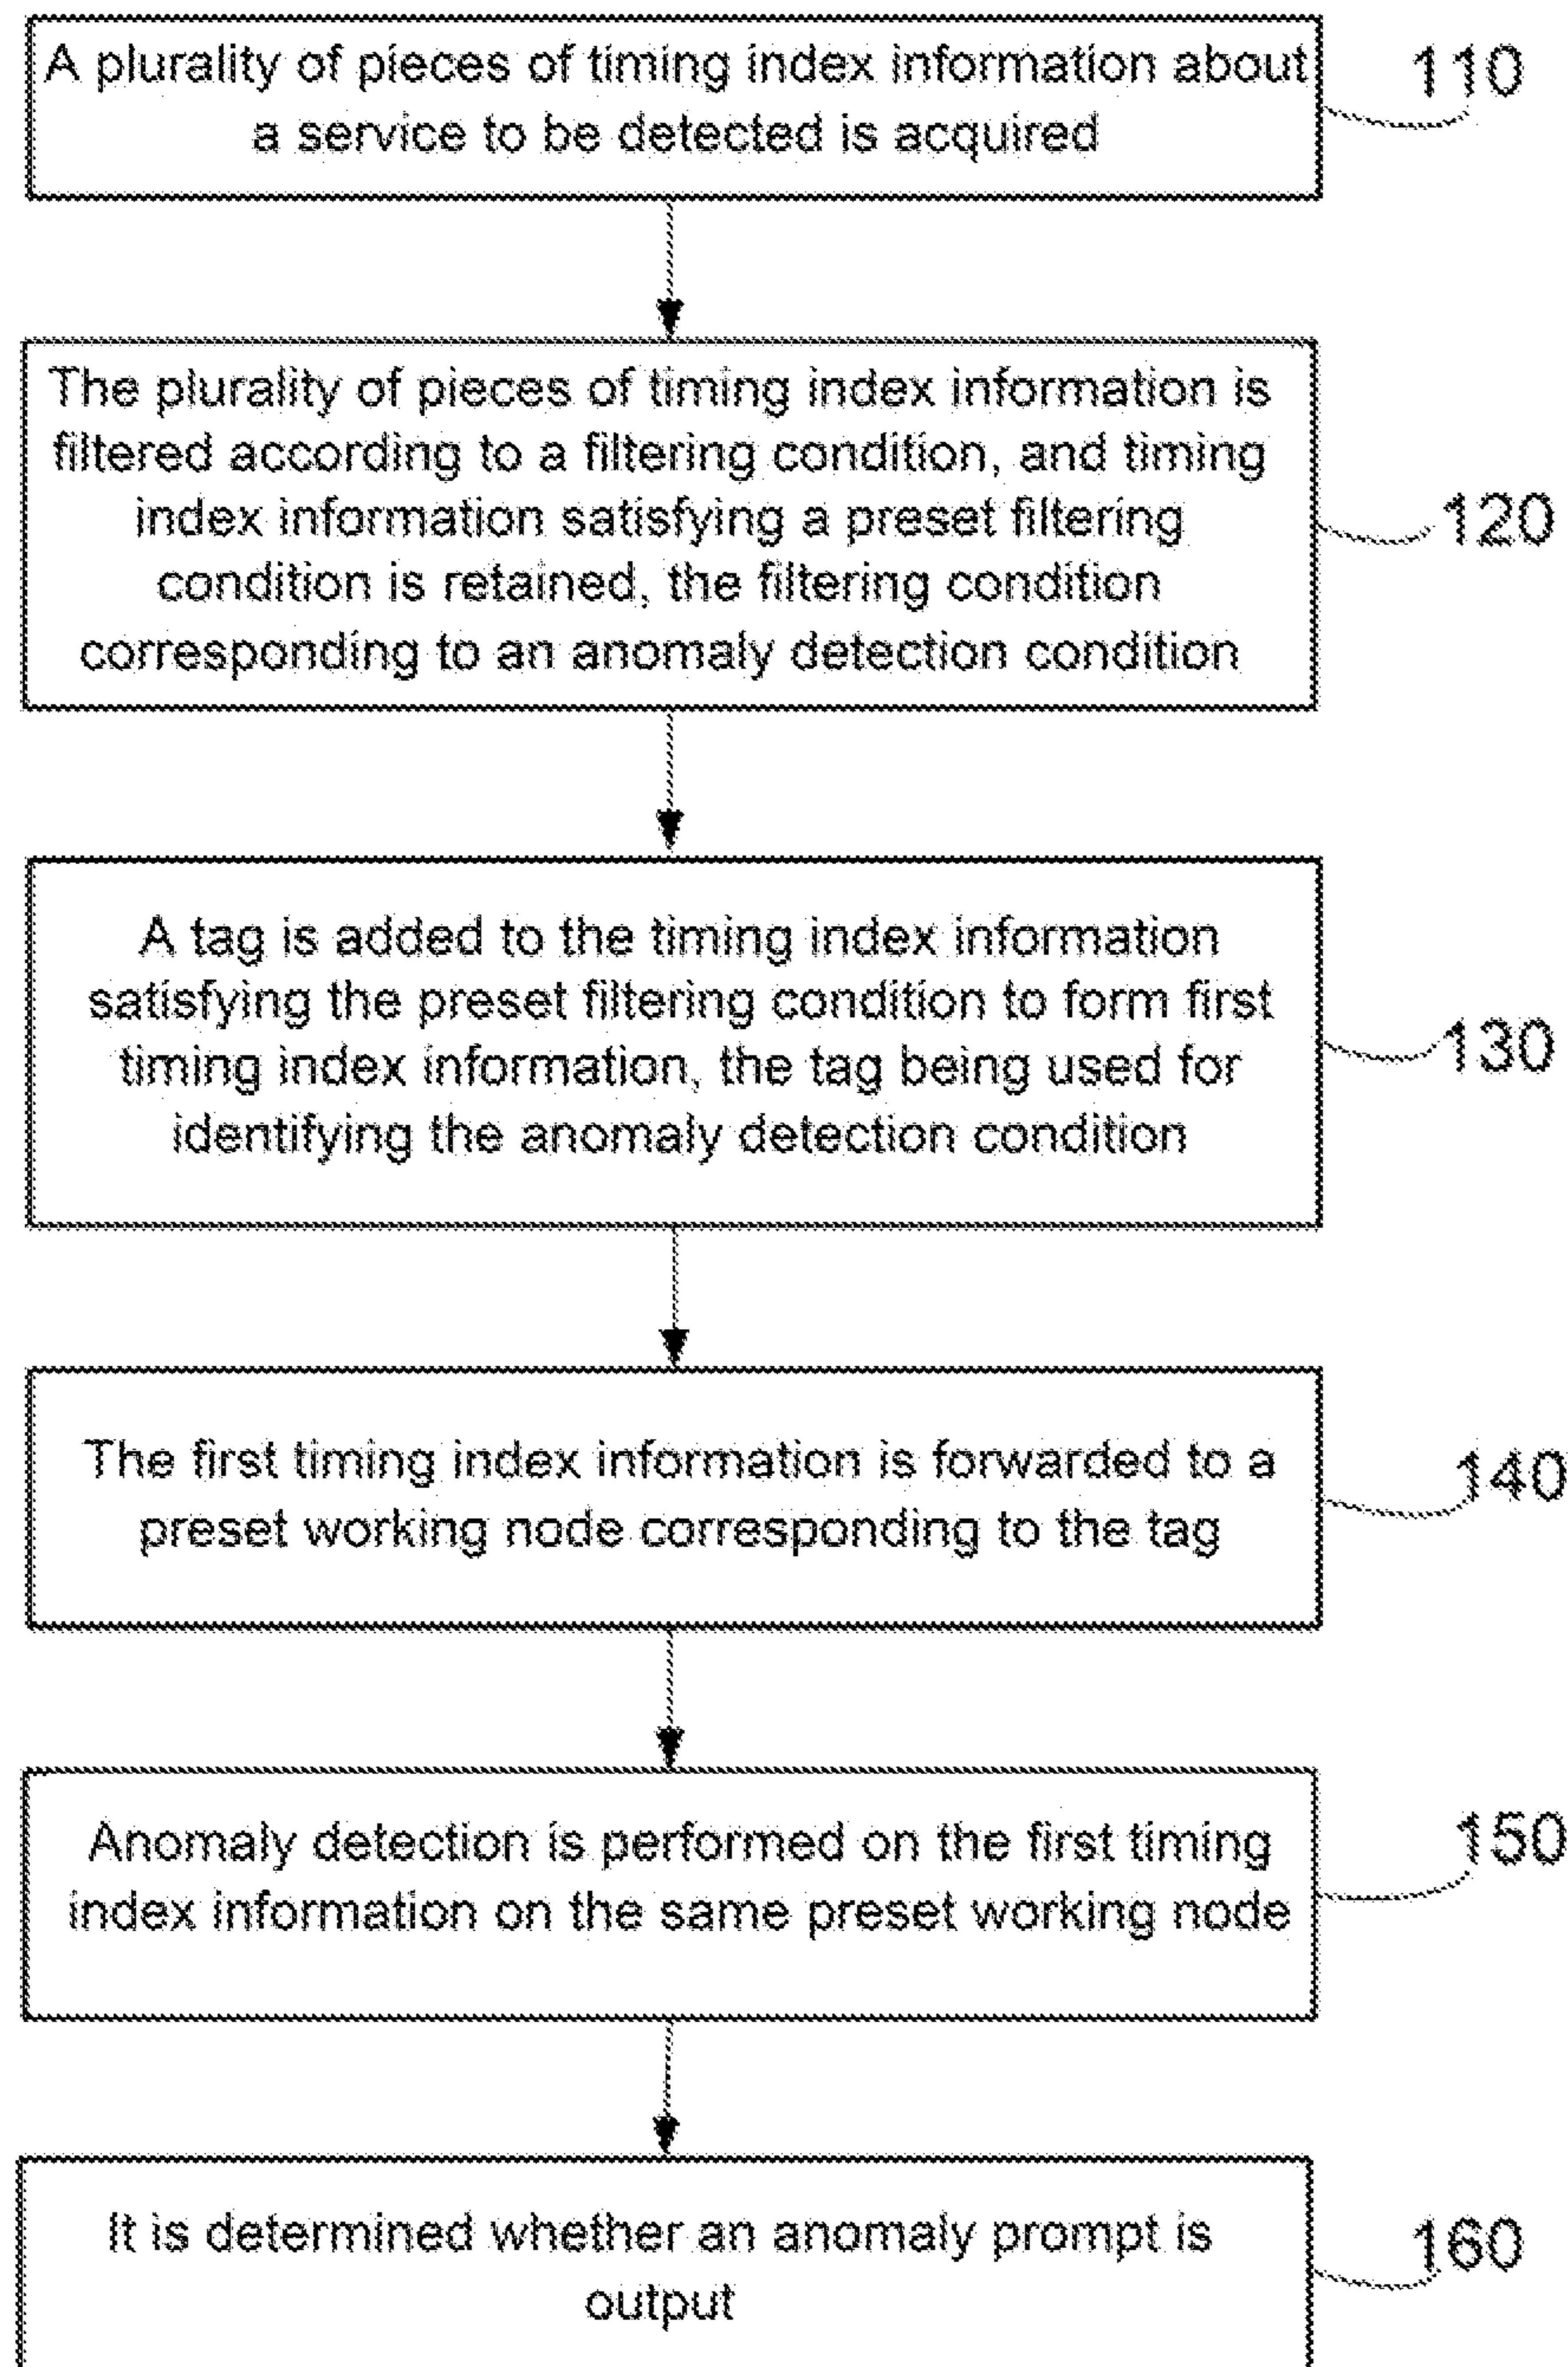 A plurality of pieces of timing index information about
a service to be detected is acquired
110
The plurality of pieces of timing index information is
filtered according to a filtering condition, and timing
index information satisfying a preset filtering
condition is retained, the filtering condition
corresponding to an anomaly detection condition
120
A tag is added to the timing index information
satisfying the preset filtering condition to form first
timing index information, the tag being used for
identifying the anomaly detection condition
130
The first timing index information is forwarded to a
preset working node corresponding to the tag
140
Anomaly detection is performed on the first timing
index information on the same preset working node
150
It is determined whether an anomaly prompt is
output
160